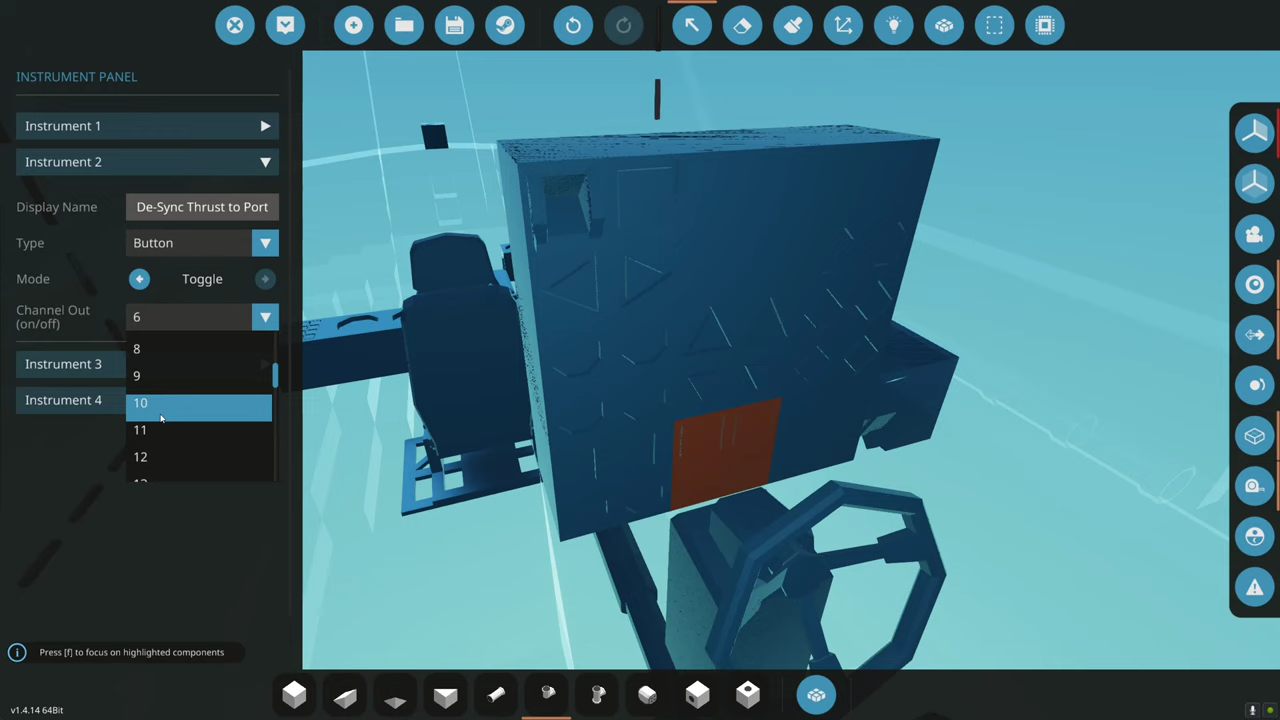 INSTRUMENT PANEL
Instrument 1
Instrument 2
Display Name De-Sync Thrust to Port
Type Button
Mode Toggle
Channel Out (on/off) 6
8
9
10
11
12
Instrument 3
Instrument 4
Press [f] to focus on highlighted components
v1.4.14 64Bit